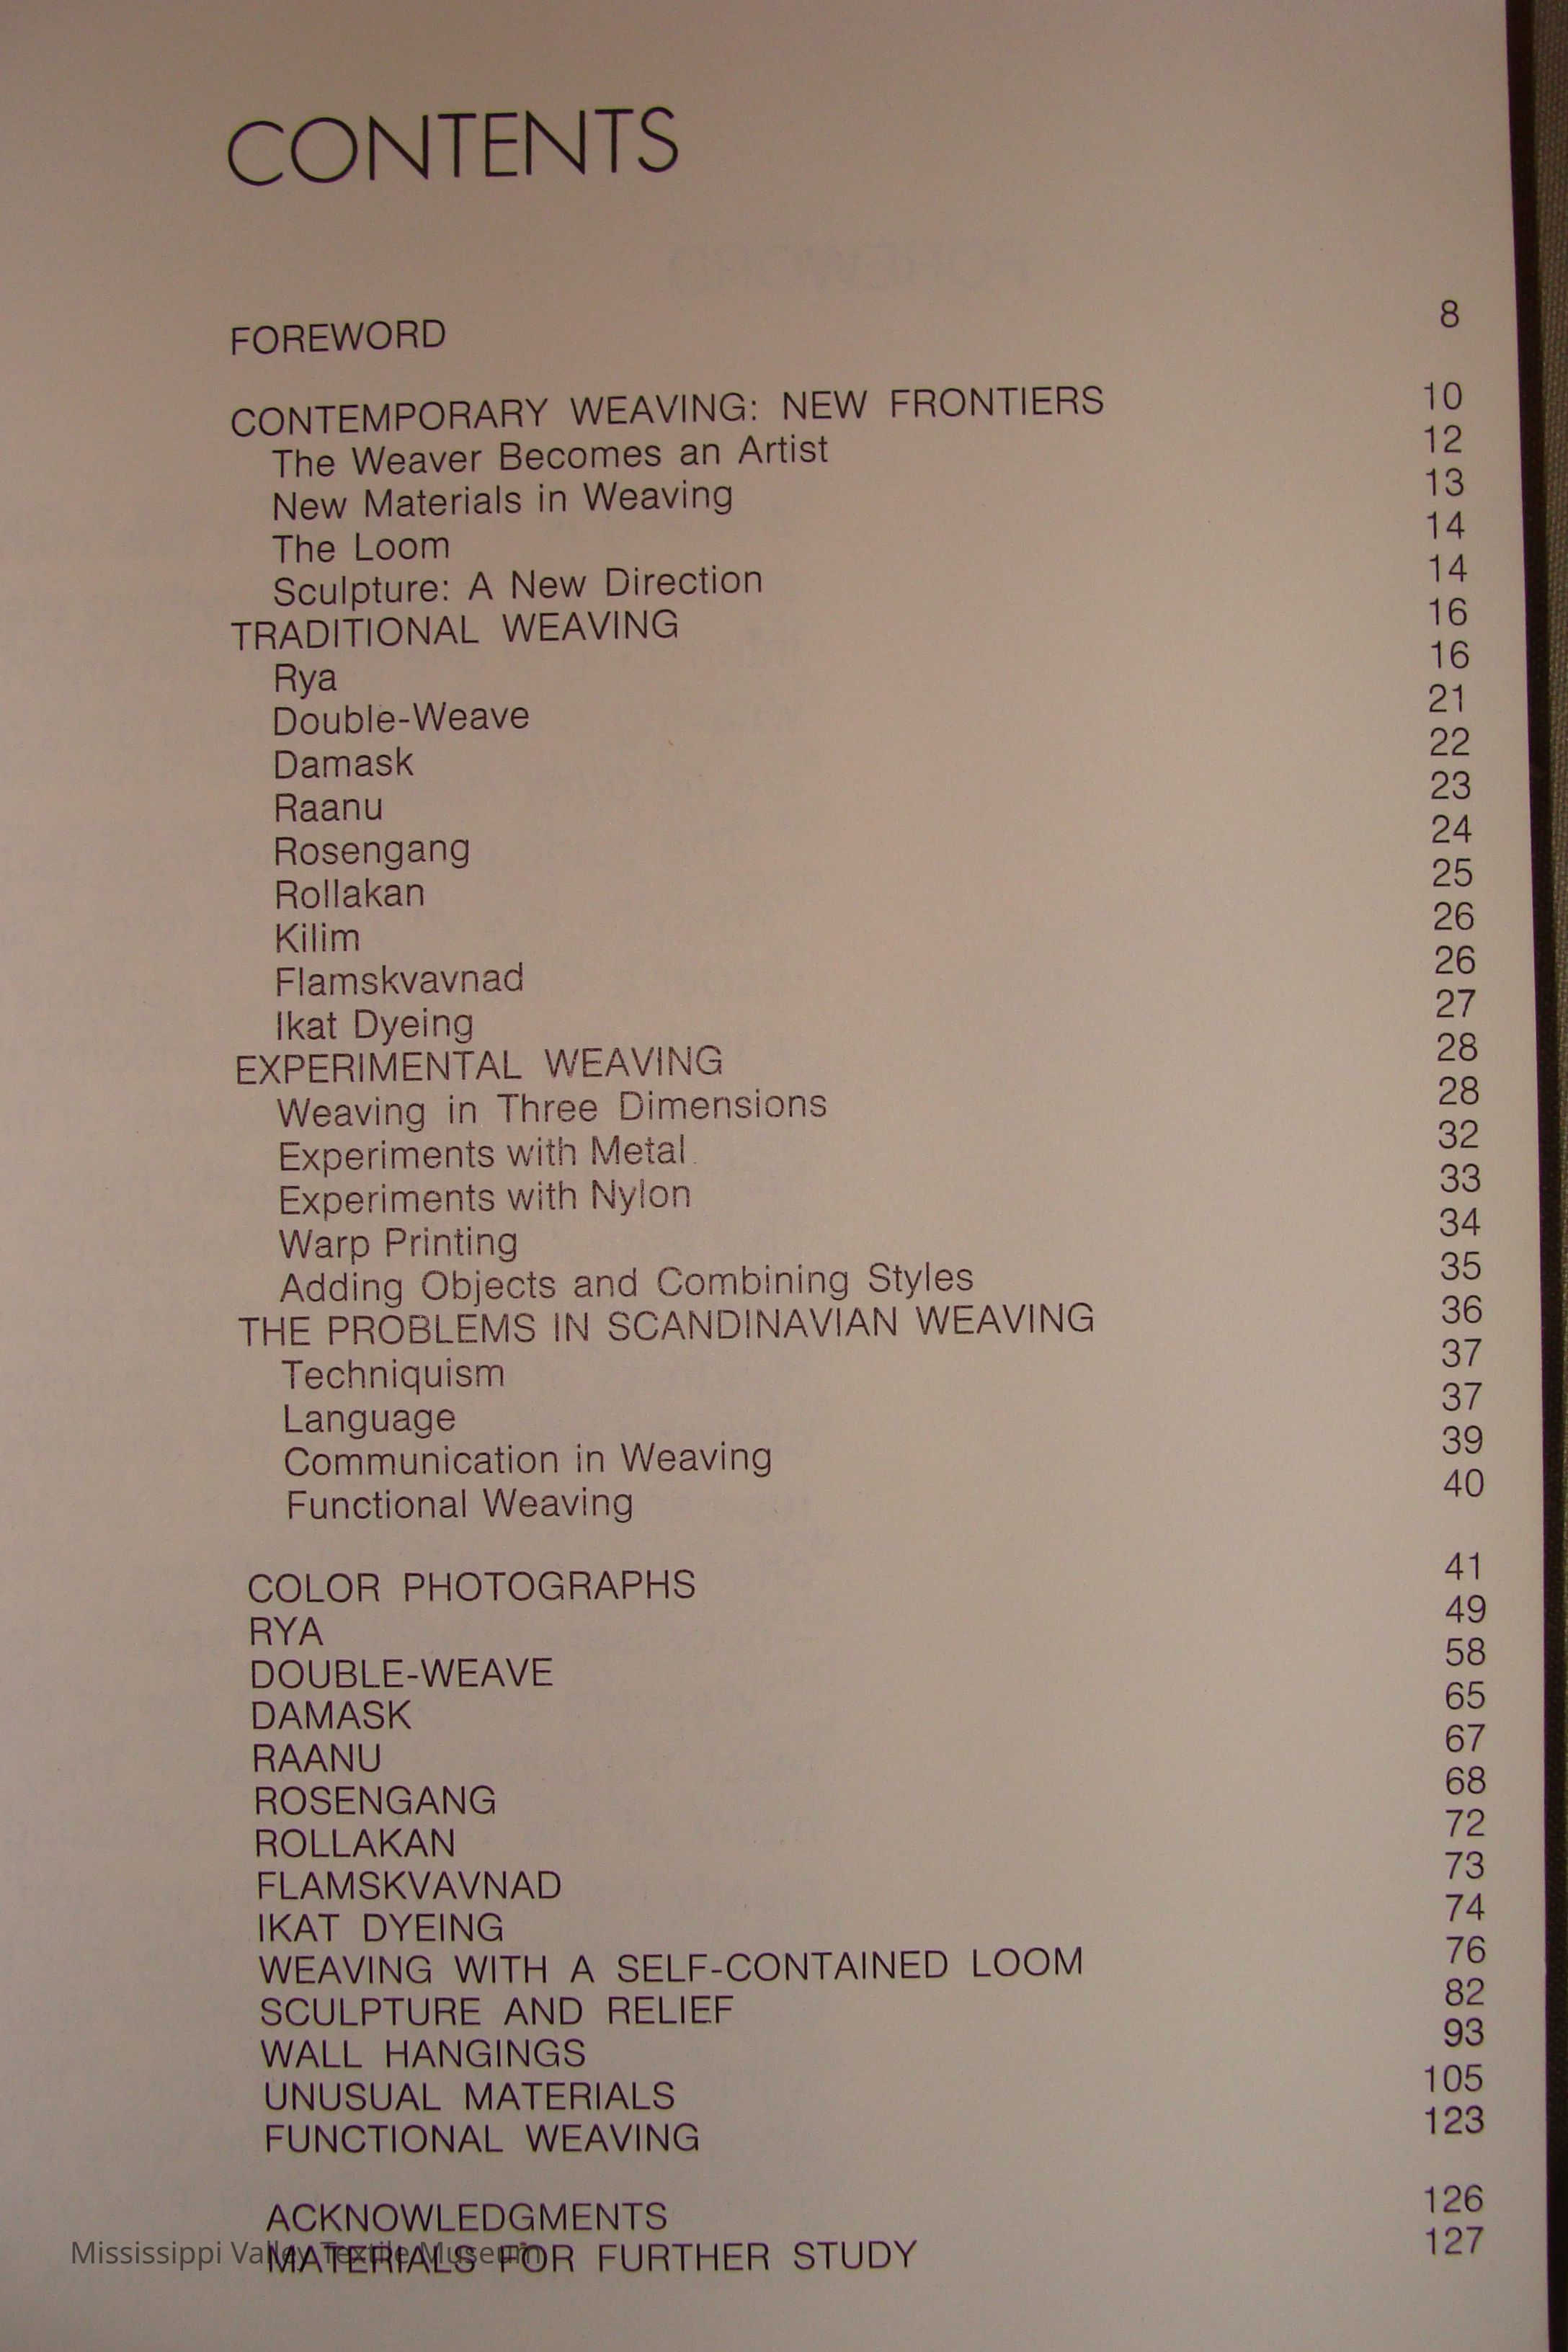 CONTENTS
FOREWORD 8
CONTEMPORARY WEAVING: NEW FRONTIERS 10
The Weaver Becomes an Artist 12
New Materials in Weaving 13
The Loom 14
Sculpture: A New Direction 14
TRADITIONAL WEAVING 16
Rya 16
Double-Weave 21
Damask 22
Raanu 23
Rosengang 24
Rollakan 25
Kilim 26
Flamskvavnad 26
Ikat Dyeing 27
EXPERIMENTAL WEAVING 28
Weaving in Three Dimensions 28
Experiments with Metal 32
Experiments with Nylon 33
Warp Printing 34
Adding Objects and Combining Styles 35
THE PROBLEMS IN SCANDINAVIAN WEAVING 36
Techniquism 37
Language 37
Communication in Weaving 39
Functional Weaving 40
COLOR PHOTOGRAPHS 41
RYA 49
DOUBLE-WEAVE 58
DAMASK 65
RAANU 67
ROSENGANG 68
ROLLAKAN 72
FLAMSKVAVNAD 73
IKAT DYEING 74
WEAVING WITH A SELF-CONTAINED LOOM 76
SCULPTURE AND RELIEF 82
WALL HANGINGS 93
UNUSUAL MATERIALS 105
FUNCTIONAL WEAVING 123
ACKNOWLEDGMENTS 126
MATERIALS FOR FURTHER STUDY 127
Mississippi Valley Textile Museum